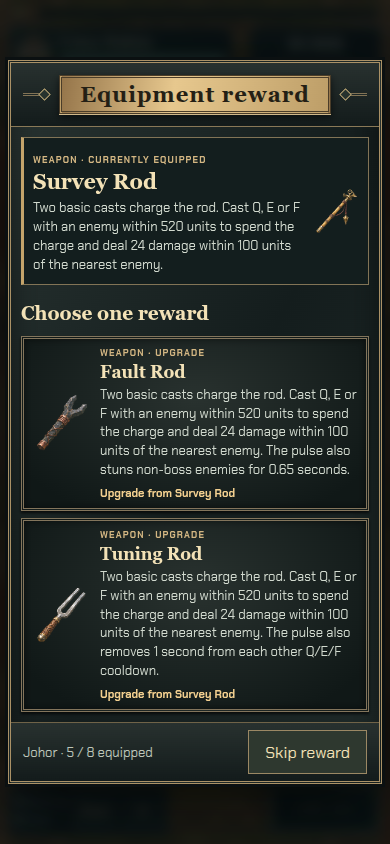 Equipment reward
WEAPON · CURRENTLY EQUIPPED
Survey Rod
Two basic casts charge the rod. Cast Q, E or F
with an enemy within 520 units to spend the
charge and deal 24 damage within 100 units
of the nearest enemy.
Choose one reward
WEAPON · UPGRADE
Fault Rod
Two basic casts charge the rod. Cast Q, E or
F with an enemy within 520 units to spend
the charge and deal 24 damage within 100
units of the nearest enemy. The pulse also
stuns non-boss enemies for 0.65 seconds.
Upgrade from Survey Rod
WEAPON · UPGRADE
Tuning Rod
Two basic casts charge the rod. Cast Q, E or
F with an enemy within 520 units to spend
the charge and deal 24 damage within 100
units of the nearest enemy. The pulse also
removes 1 second from each other Q/E/F
cooldown.
Upgrade from Survey Rod
Johor · 5 / 8 equipped
Skip reward